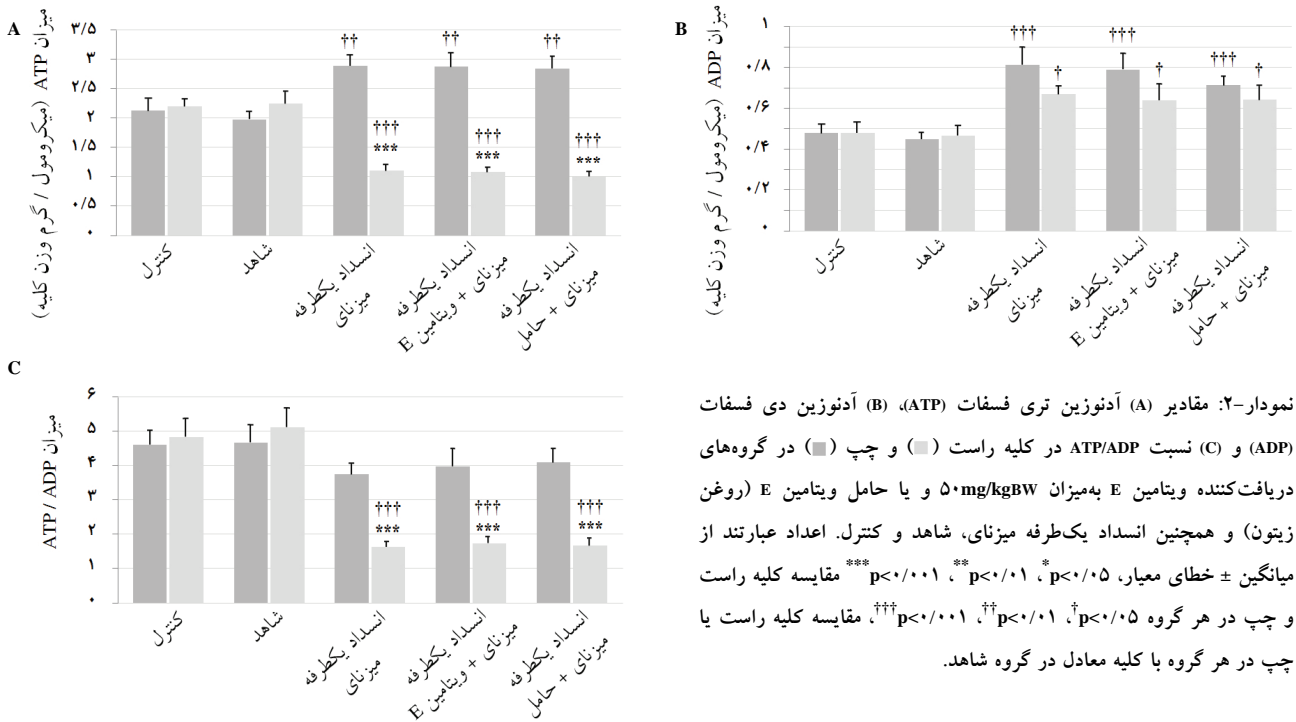 A
میزان ATP (میکرومول / گرم وزن کلیه)
۳/۵
۳
۲/۵
۲
۱/۵
۱
۰/۵
۰
††
††
††
†††
***
†††
***
†††
***
کنترل
شاهد
انسداد یکطرفه
میزنای
انسداد یکطرفه
میزنای + ویتامین E
انسداد یکطرفه
میزنای + حامل
B
میزان ADP (میکرومول / گرم وزن کلیه)
۱
۰/۸
۰/۶
۰/۴
۰/۲
۰
†††
†
†††
†
†††
†
کنترل
شاهد
انسداد یکطرفه
میزنای
انسداد یکطرفه
میزنای + ویتامین E
انسداد یکطرفه
میزنای + حامل
C
میزان ATP / ADP
۶
۵
۴
۳
۲
۱
۰
†††
***
†††
***
†††
***
کنترل
شاهد
انسداد یکطرفه
میزنای
انسداد یکطرفه
میزنای + ویتامین E
انسداد یکطرفه
میزنای + حامل
نمودار-۲: مقادیر (A) آدنوزین تری فسفات (ATP)، (B) آدنوزین دی فسفات
(ADP) و (C) نسبت ATP/ADP در کلیه راست (■) و چپ (■) در گروه‌های
دریافت‌کننده ویتامین E به‌میزان ۵۰mg/kgBW و یا حامل ویتامین E (روغن
زیتون) و همچنین انسداد یک‌طرفه میزنای، شاهد و کنترل. اعداد عبارتند از
میانگین ± خطای معیار، *p<۰/۰۵، **p<۰/۰۱، ***p<۰/۰۰۱ مقایسه کلیه راست
و چپ در هر گروه †p<۰/۰۵، ††p<۰/۰۱، †††p<۰/۰۰۱، مقایسه کلیه راست یا
چپ در هر گروه با کلیه معادل در گروه شاهد.